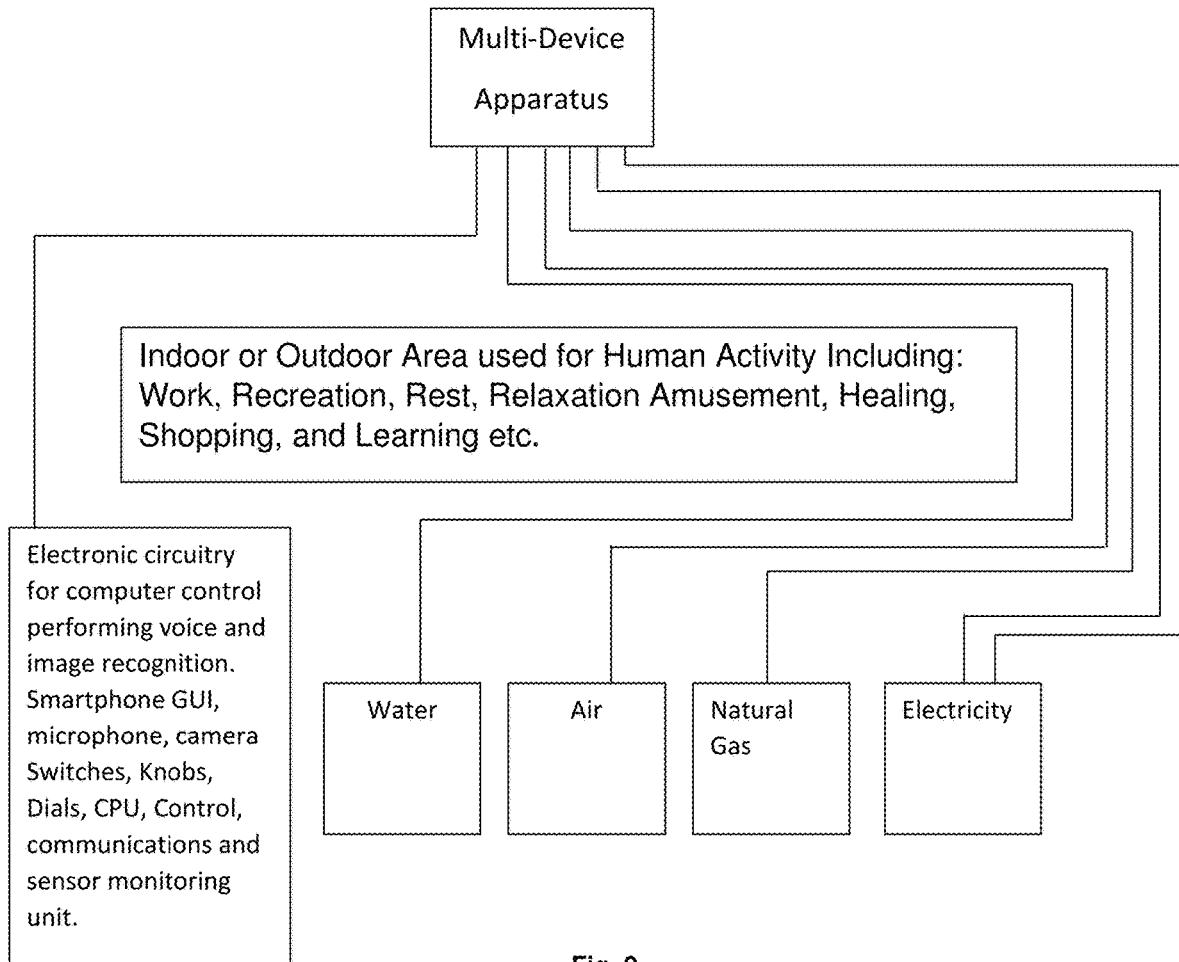 Multi-Device
Apparatus
Indoor or Outdoor Area used for Human Activity Including:
Work, Recreation, Rest, Relaxation Amusement, Healing,
Shopping, and Learning etc.
Electronic circuitry
for computer control
performing voice and
image recognition.
Smartphone GUI,
microphone, camera
Switches, Knobs,
Dials, CPU, Control,
communications and
sensor monitoring
unit.
Water
Air
Natural
Gas
Electricity
Fig.